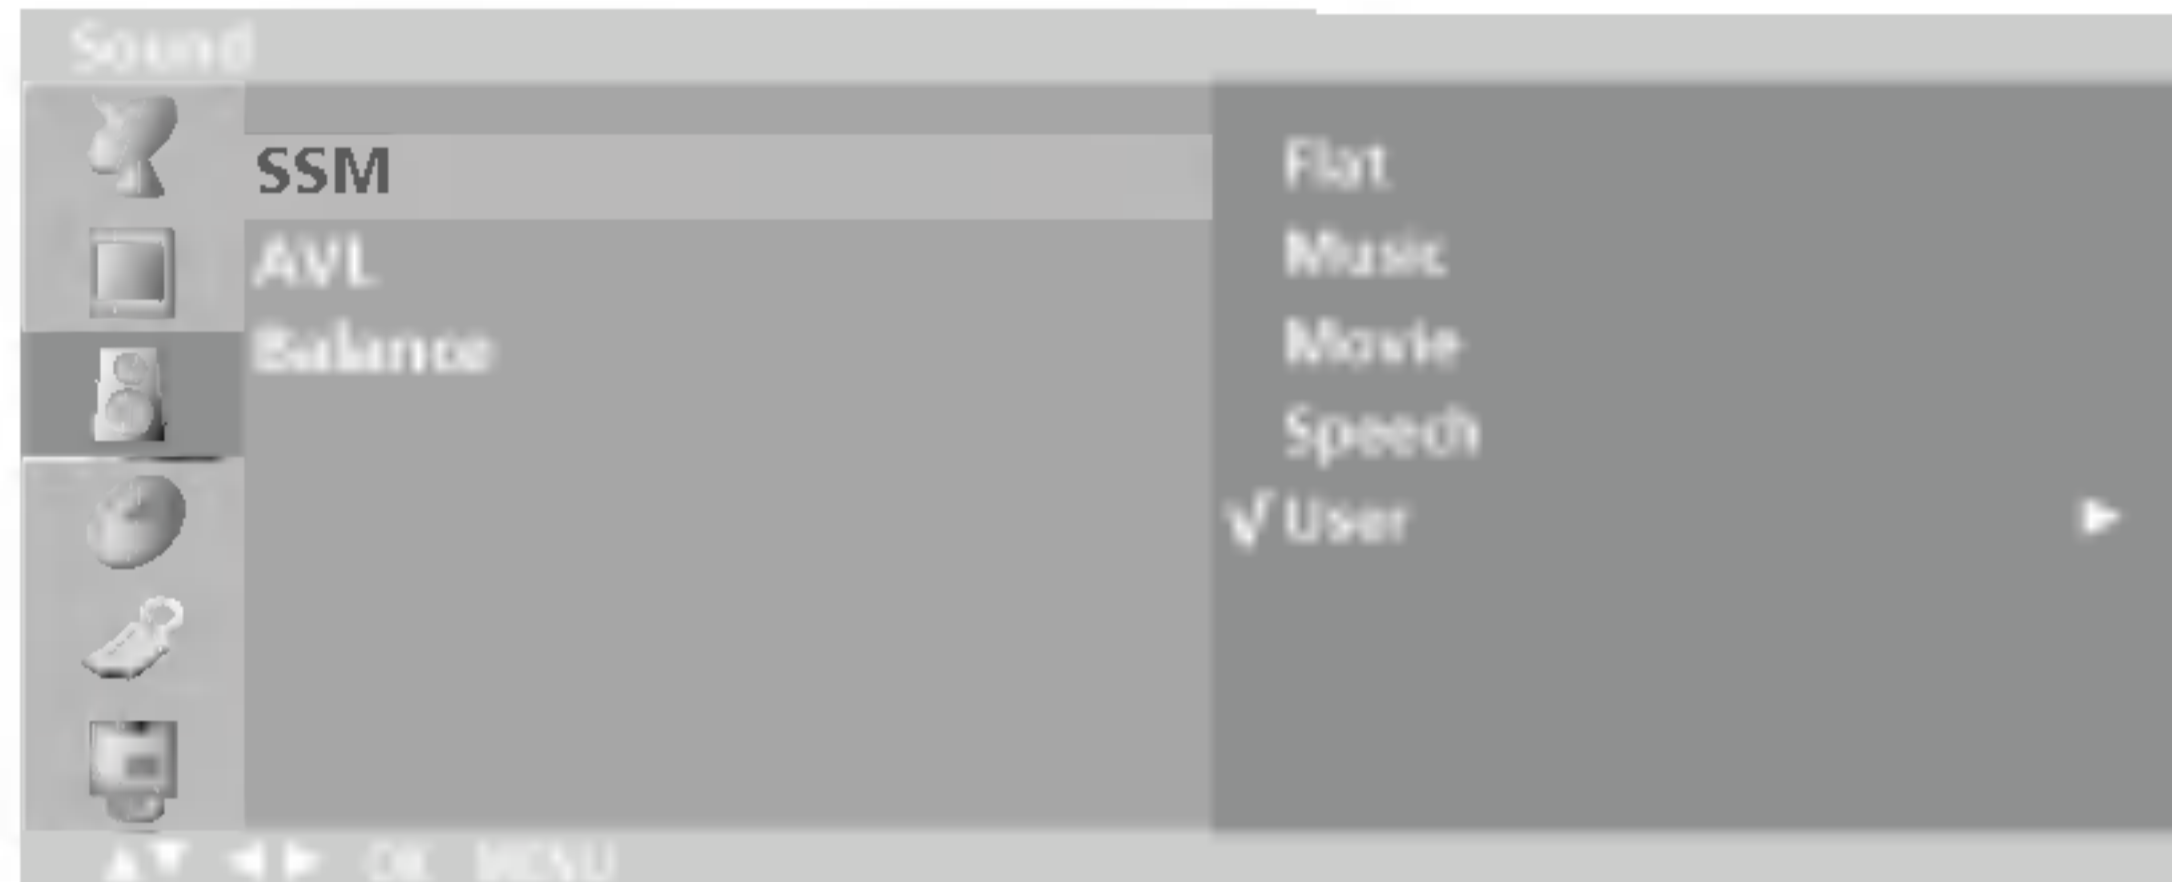 Sound
SSM
AVL
Balance
Flat
Music
Movie
Speech
√ User ▶
▲▼ ◀▶ OK MENU